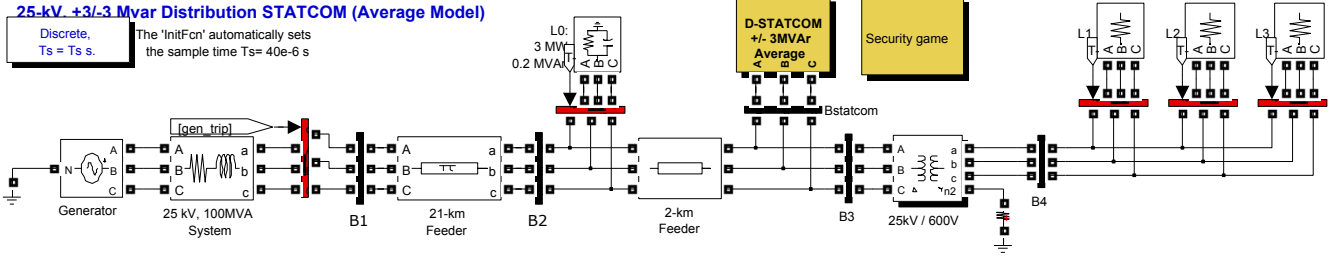 25-kV, +3/-3 Mvar Distribution STATCOM (Average Model)
Discrete,
Ts = Ts s.
The 'InitFcn' automatically sets
the sample time Ts= 40e-6 s
L0:
3 MW
0.2 MVAr
T
A B C
D-STATCOM
+/- 3MVAr
Average
A B C
Security game
L1
T
A B C
L2
T
A B C
L3
T
A B C
Bstatcom
[gen_trip]
N
A
B
C
Generator
A
B
C
a
b
c
25 kV, 100MVA
System
B1
A
B
C
a
b
c
21-km
Feeder
B2
2-km
Feeder
B3
A
B
C
a
b
c
n2
25kV / 600V
B4